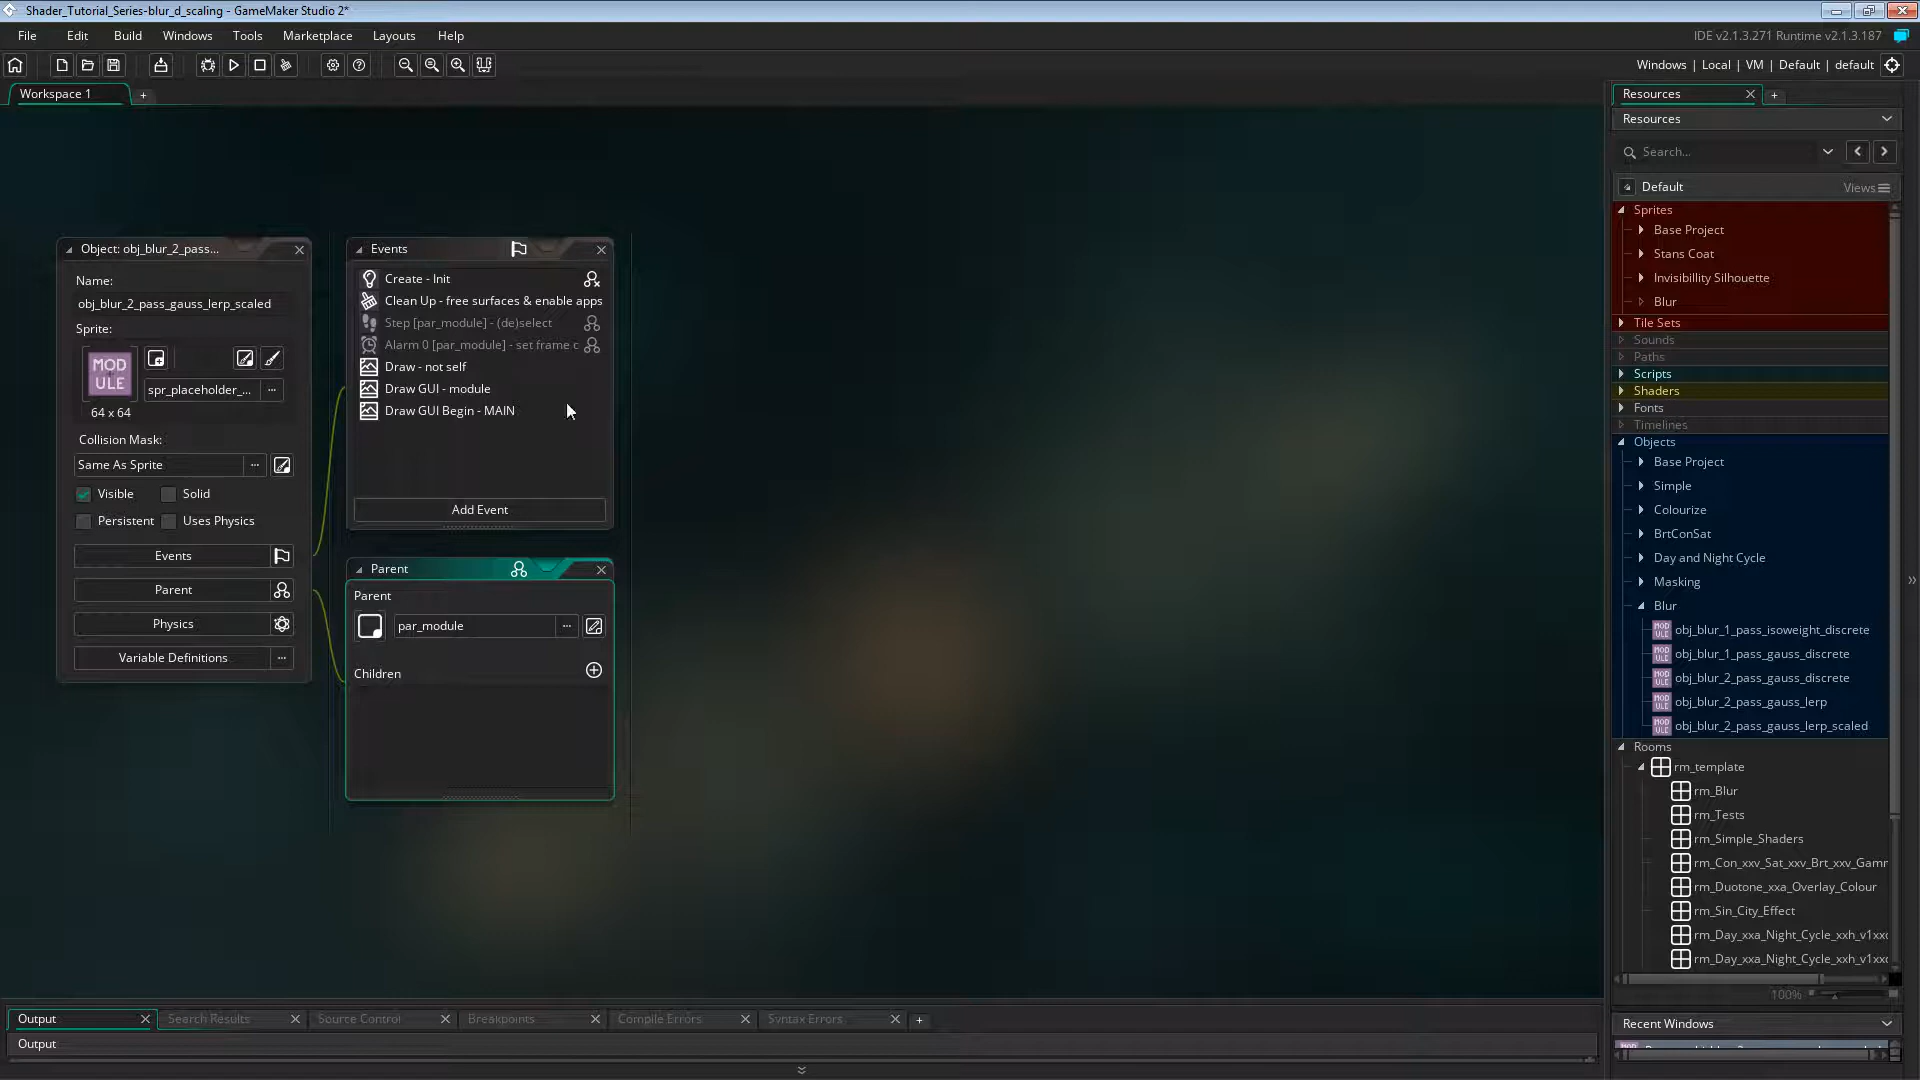 Shader_Tutorial_Series-blur_d_scaling - GameMaker Studio 2*
File Edit Build Windows Tools Marketplace Layouts Help
IDE v2.1.3.271 Runtime v2.1.3.187
Windows | Local | VM | Default | default
Workspace 1
Object: obj_blur_2_pass...
Name:
obj_blur_2_pass_gauss_lerp_scaled
Sprite:
MOD
ULE
spr_placeholder_...
64 x 64
Collision Mask:
Same As Sprite
Visible
Solid
Persistent
Uses Physics
Events
Parent
Physics
Variable Definitions
Events
Create - Init
Clean Up - free surfaces & enable apps
Step [par_module] - (de)select
Alarm 0 [par_module] - set frame c
Draw - not self
Draw GUI - module
Draw GUI Begin - MAIN
Add Event
Parent
Parent
par_module
Children
Resources
Resources
Search...
Default
Views
Sprites
Base Project
Stans Coat
Invisibillity Silhouette
Blur
Tile Sets
Sounds
Paths
Scripts
Shaders
Fonts
Timelines
Objects
Base Project
Simple
Colourize
BrtConSat
Day and Night Cycle
Masking
Blur
obj_blur_1_pass_isoweight_discrete
obj_blur_1_pass_gauss_discrete
obj_blur_2_pass_gauss_discrete
obj_blur_2_pass_gauss_lerp
obj_blur_2_pass_gauss_lerp_scaled
Rooms
rm_template
rm_Blur
rm_Tests
rm_Simple_Shaders
rm_Con_xxv_Sat_xxv_Brt_xxv_Gamr
rm_Duotone_xxa_Overlay_Colour
rm_Sin_City_Effect
rm_Day_xxa_Night_Cycle_xxh_v1xxc
rm_Day_xxa_Night_Cycle_xxh_v1xxc
100%
Recent Windows
Output
Search Results
Source Control
Breakpoints
Compile Errors
Syntax Errors
Output